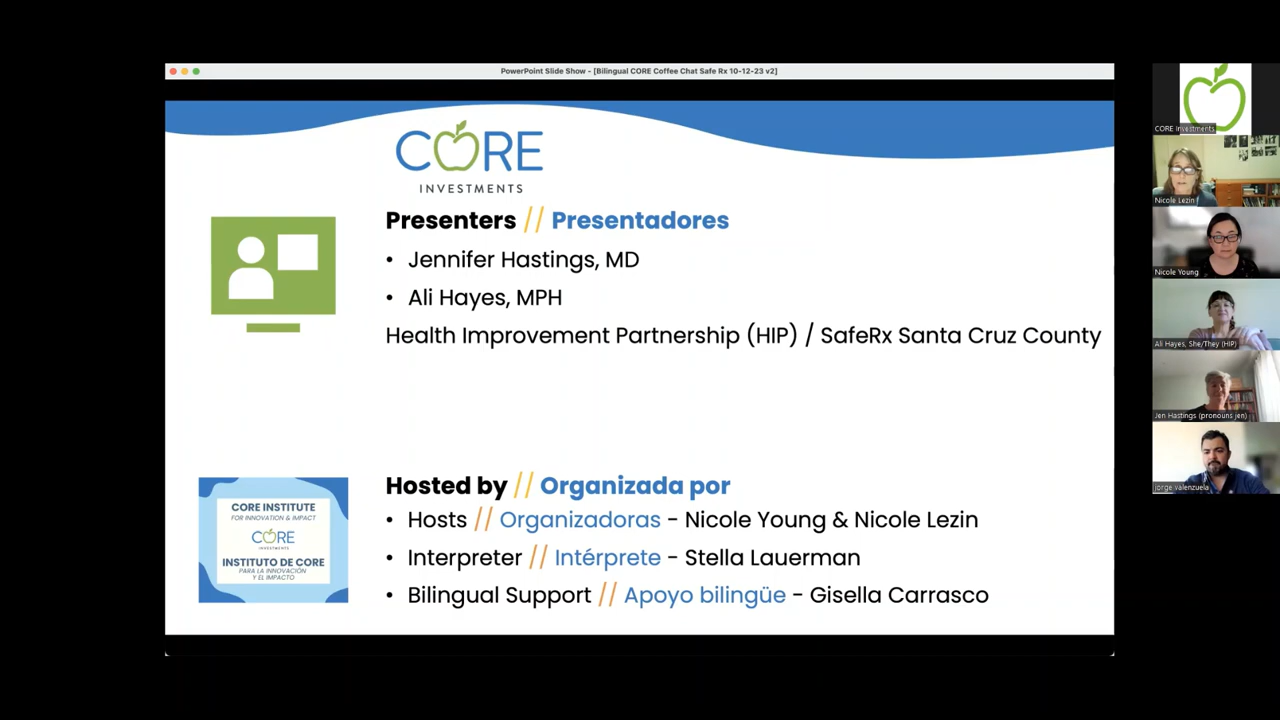 PowerPoint Slide Show - [Bilingual CORE Coffee Chat Safe Rx 10-12-23 v2]
CORE
INVESTMENTS
Presenters // Presentadores
• Jennifer Hastings, MD
• Ali Hayes, MPH
Health Improvement Partnership (HIP) / SafeRx Santa Cruz County
CORE INSTITUTE
FOR INNOVATION & IMPACT
CORE
INVESTMENTS
INSTITUTO DE CORE
PARA LA INNOVACIÓN
Y EL IMPACTO
Hosted by // Organizada por
• Hosts // Organizadoras - Nicole Young & Nicole Lezin
• Interpreter // Intérprete - Stella Lauerman
• Bilingual Support // Apoyo bilingüe - Gisella Carrasco
CORE Investments
Nicole Lezin
Nicole Young
Ali Hayes, She/They (HIP)
Jen Hastings (pronouns jen)
jorge valenzuela